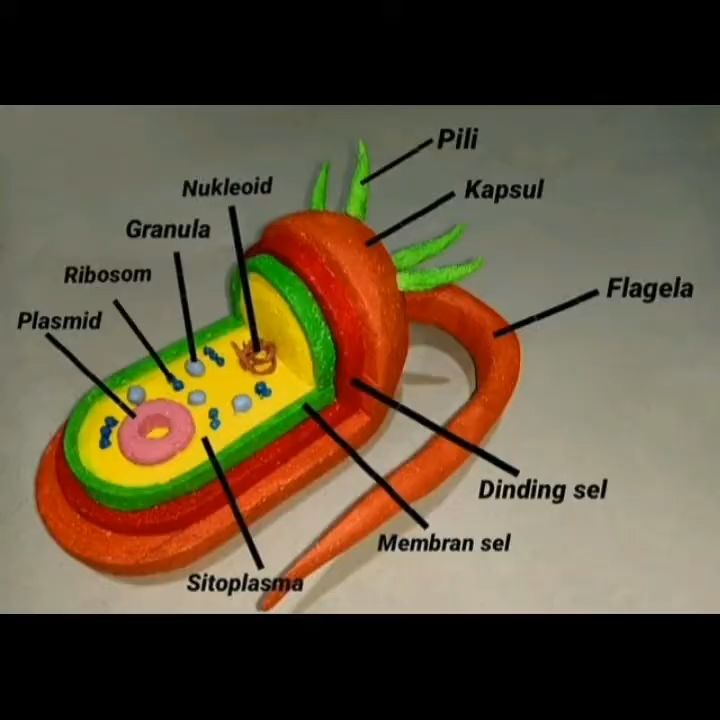 Pili
Nukleoid
Kapsul
Granula
Ribosom
Flagela
Plasmid
Dinding sel
Membran sel
Sitoplasma